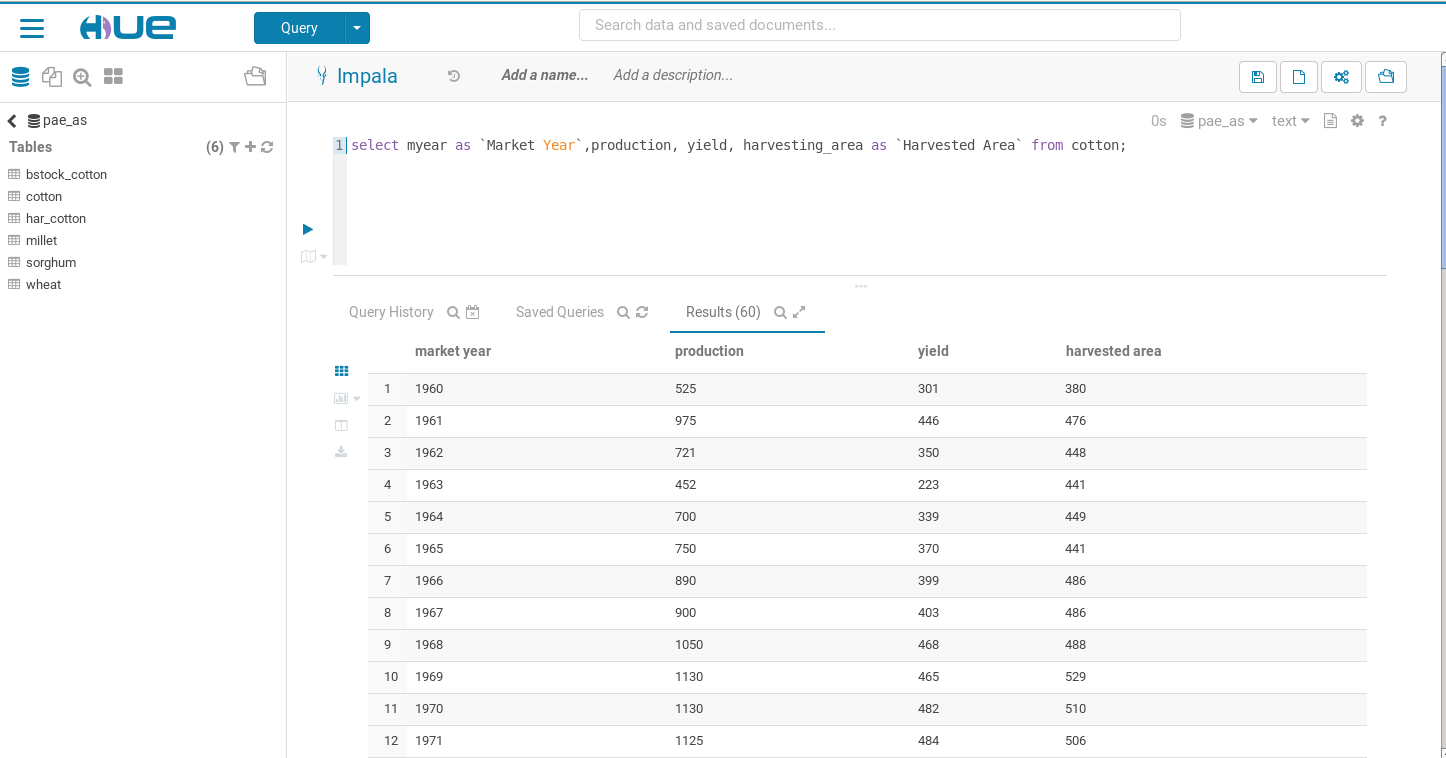 HUE
Query
Search data and saved documents...
Impala
Add a name...
Add a description...
pae_as
Tables
(6)
bstock_cotton
cotton
har_cotton
millet
sorghum
wheat
0s pae_as text ?
1 select myear as `Market Year`,production, yield, harvesting_area as `Harvested Area` from cotton;
Query History Saved Queries Results (60)
market year production yield harvested area
1 1960 525 301 380
2 1961 975 446 476
3 1962 721 350 448
4 1963 452 223 441
5 1964 700 339 449
6 1965 750 370 441
7 1966 890 399 486
8 1967 900 403 486
9 1968 1050 468 488
10 1969 1130 465 529
11 1970 1130 482 510
12 1971 1125 484 506